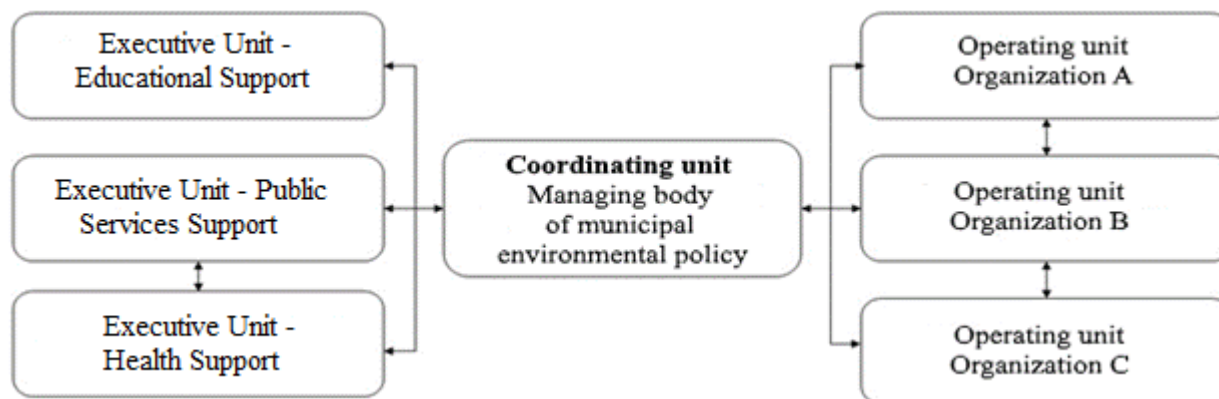 Executive Unit -
Educational Support
Executive Unit - Public
Services Support
Executive Unit -
Health Support
Coordinating unit
Managing body
of municipal
environmental policy
Operating unit
Organization A
Operating unit
Organization B
Operating unit
Organization C